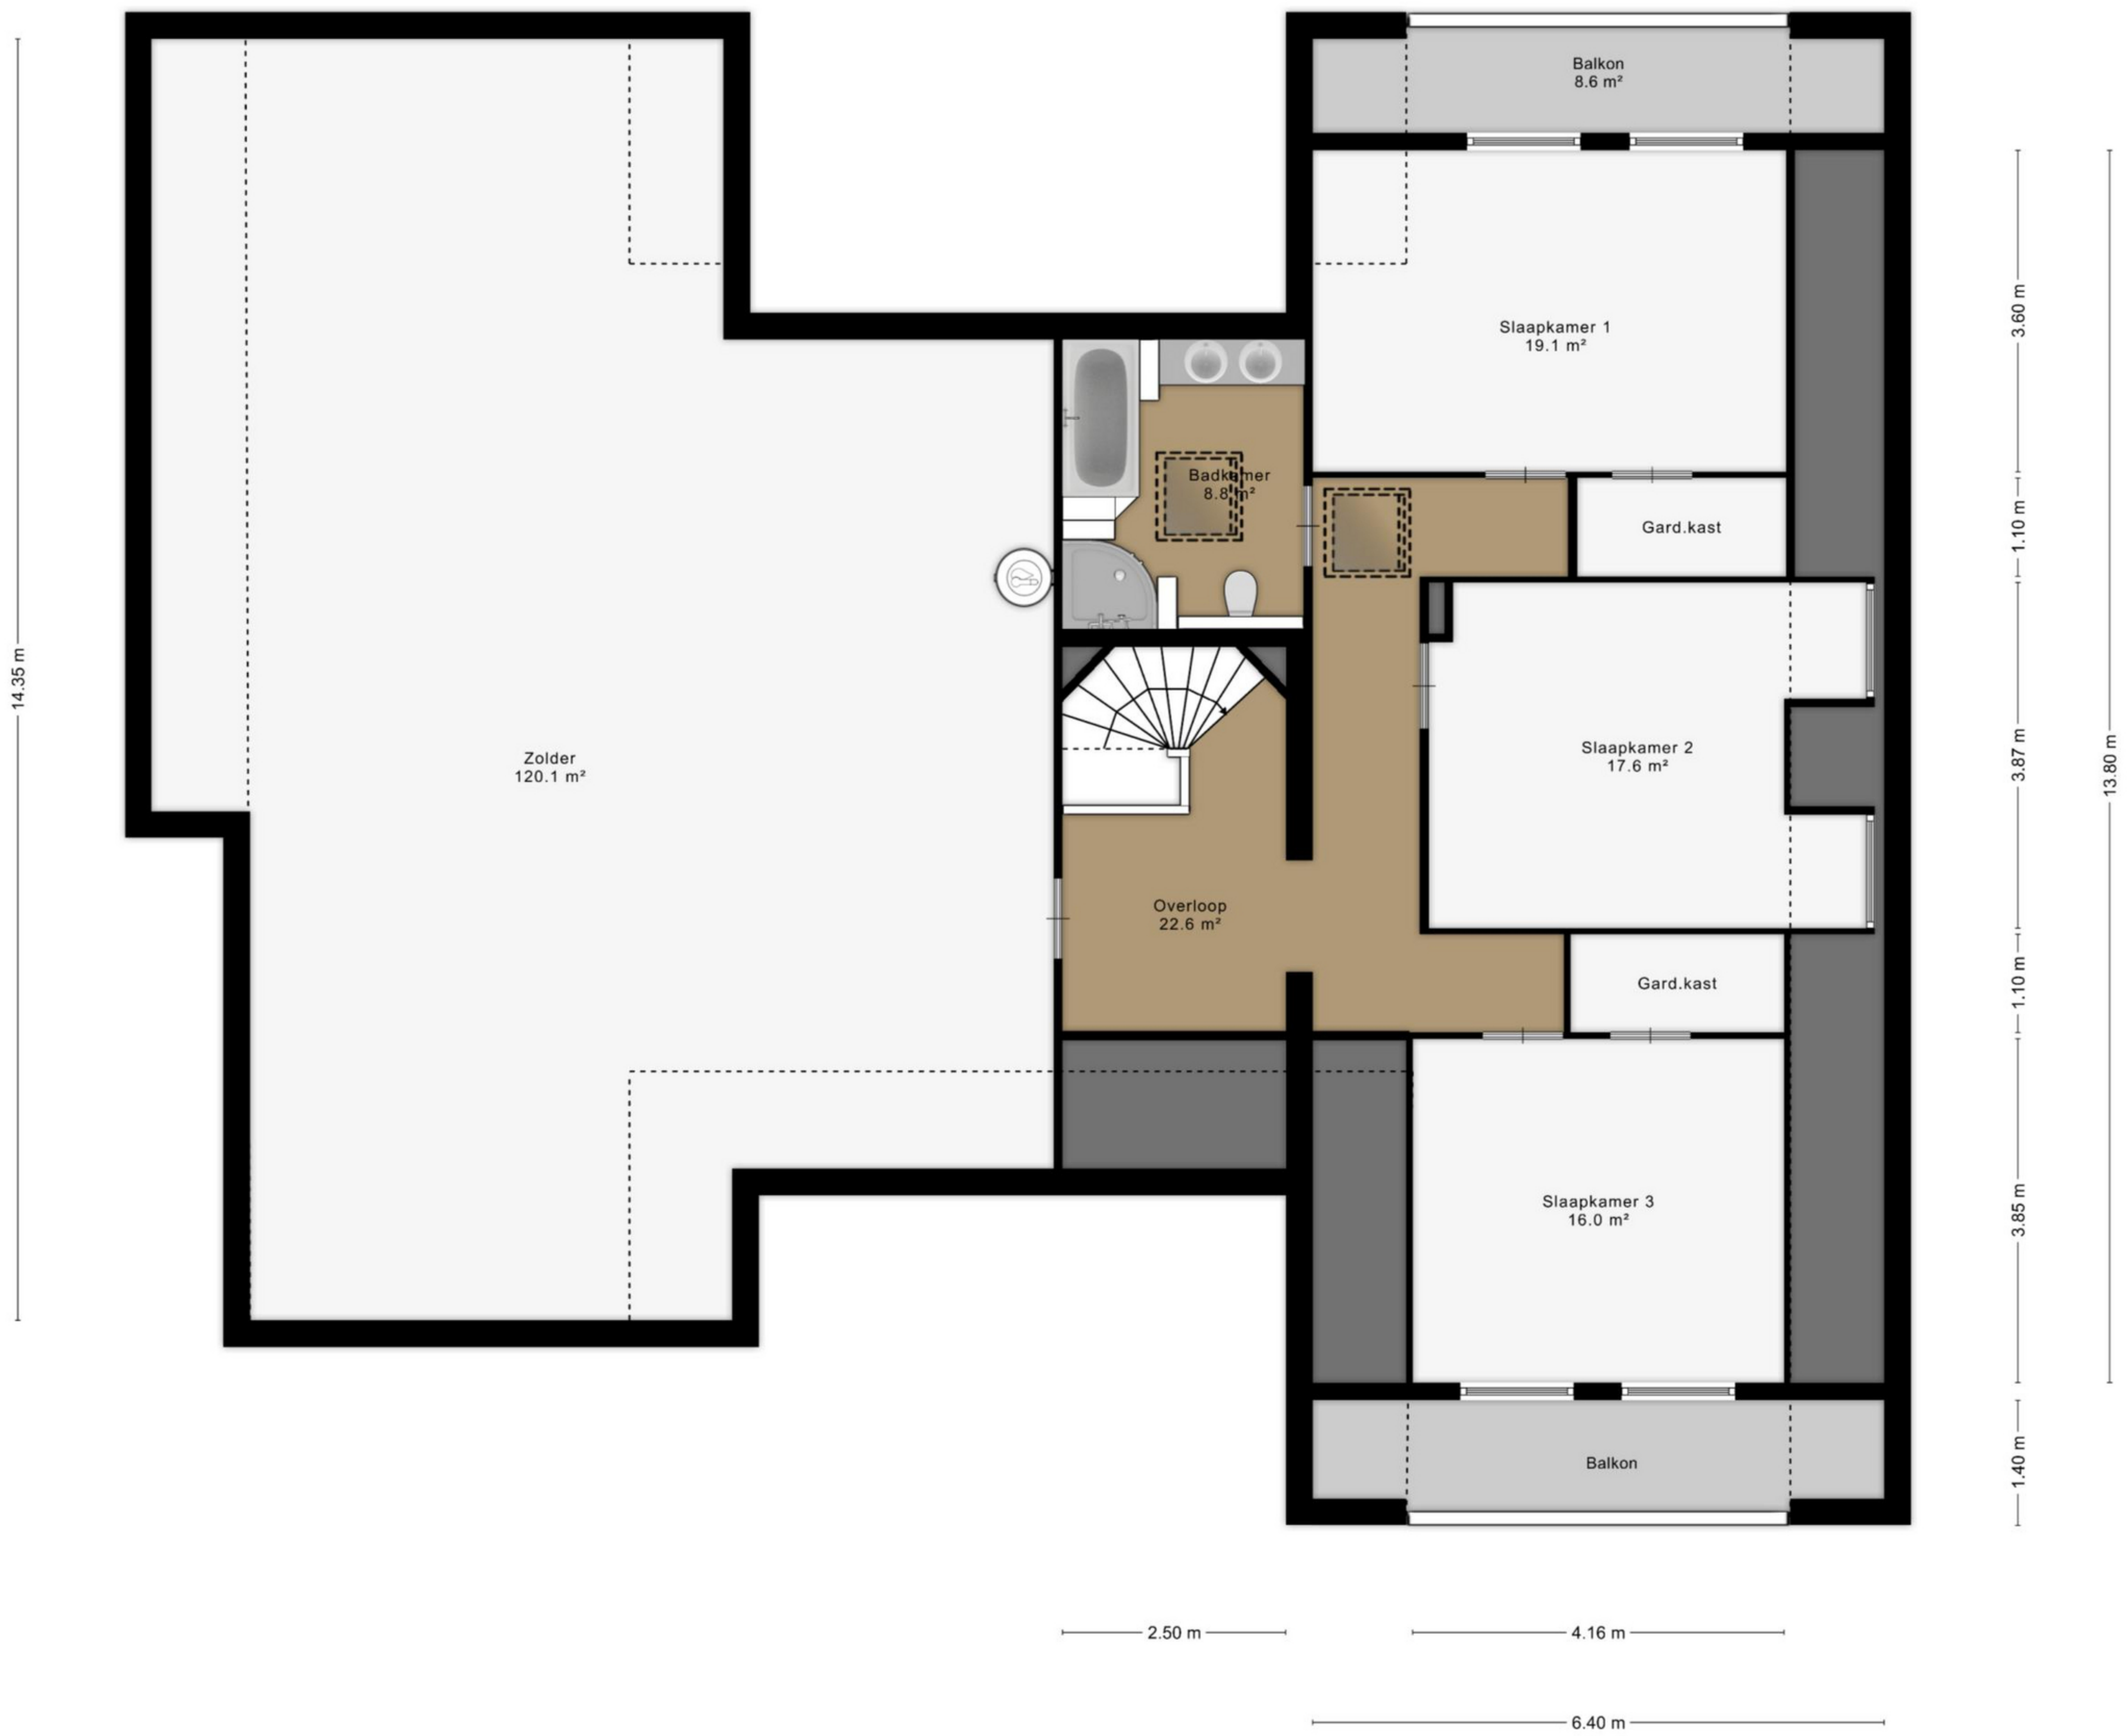 Balkon
8.6 m²
Slaapkamer 1
19.1 m²
3.60 m
Badkamer
8.8 m²
Gard.kast
1.10 m
14.35 m
Zolder
120.1 m²
Slaapkamer 2
17.6 m²
3.87 m
13.80 m
Overloop
22.6 m²
Gard.kast
1.10 m
Slaapkamer 3
16.0 m²
3.85 m
Balkon
1.40 m
2.50 m
4.16 m
6.40 m